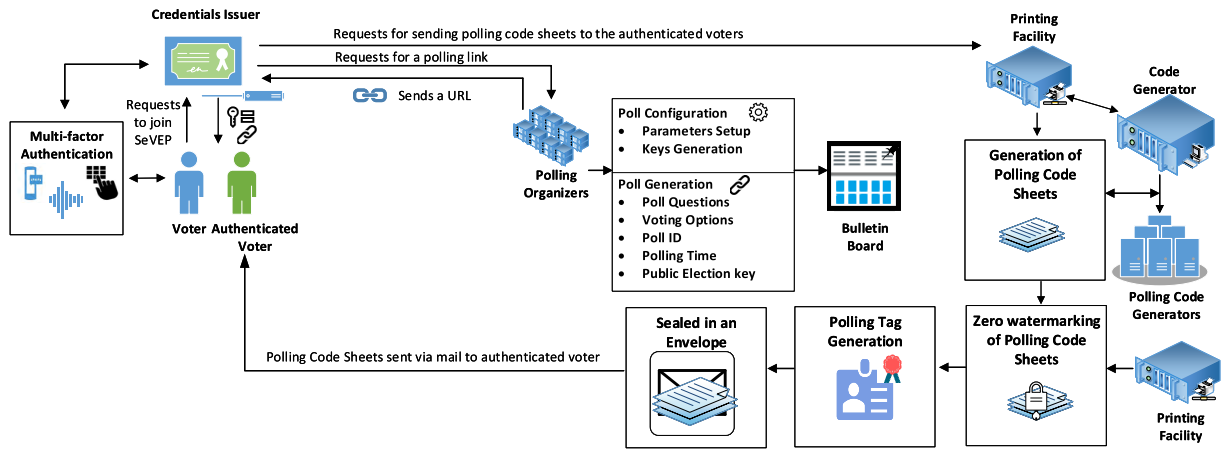 Credentials Issuer
Requests for sending polling code sheets to the authenticated voters
Requests for a polling link
Sends a URL
Printing
Facility
Code
Generator
Requests
to join
SeVEP
Multi-factor
Authentication
Voter
Authenticated
Voter
Polling
Organizers
Poll Configuration
• Parameters Setup
• Keys Generation
Poll Generation
• Poll Questions
• Voting Options
• Poll ID
• Polling Time
• Public Election key
Bulletin
Board
Generation of
Polling Code
Sheets
Polling Code
Generators
Polling Code Sheets sent via mail to authenticated voter
Sealed in an
Envelope
Polling Tag
Generation
Zero watermarking
of Polling Code
Sheets
Printing
Facility